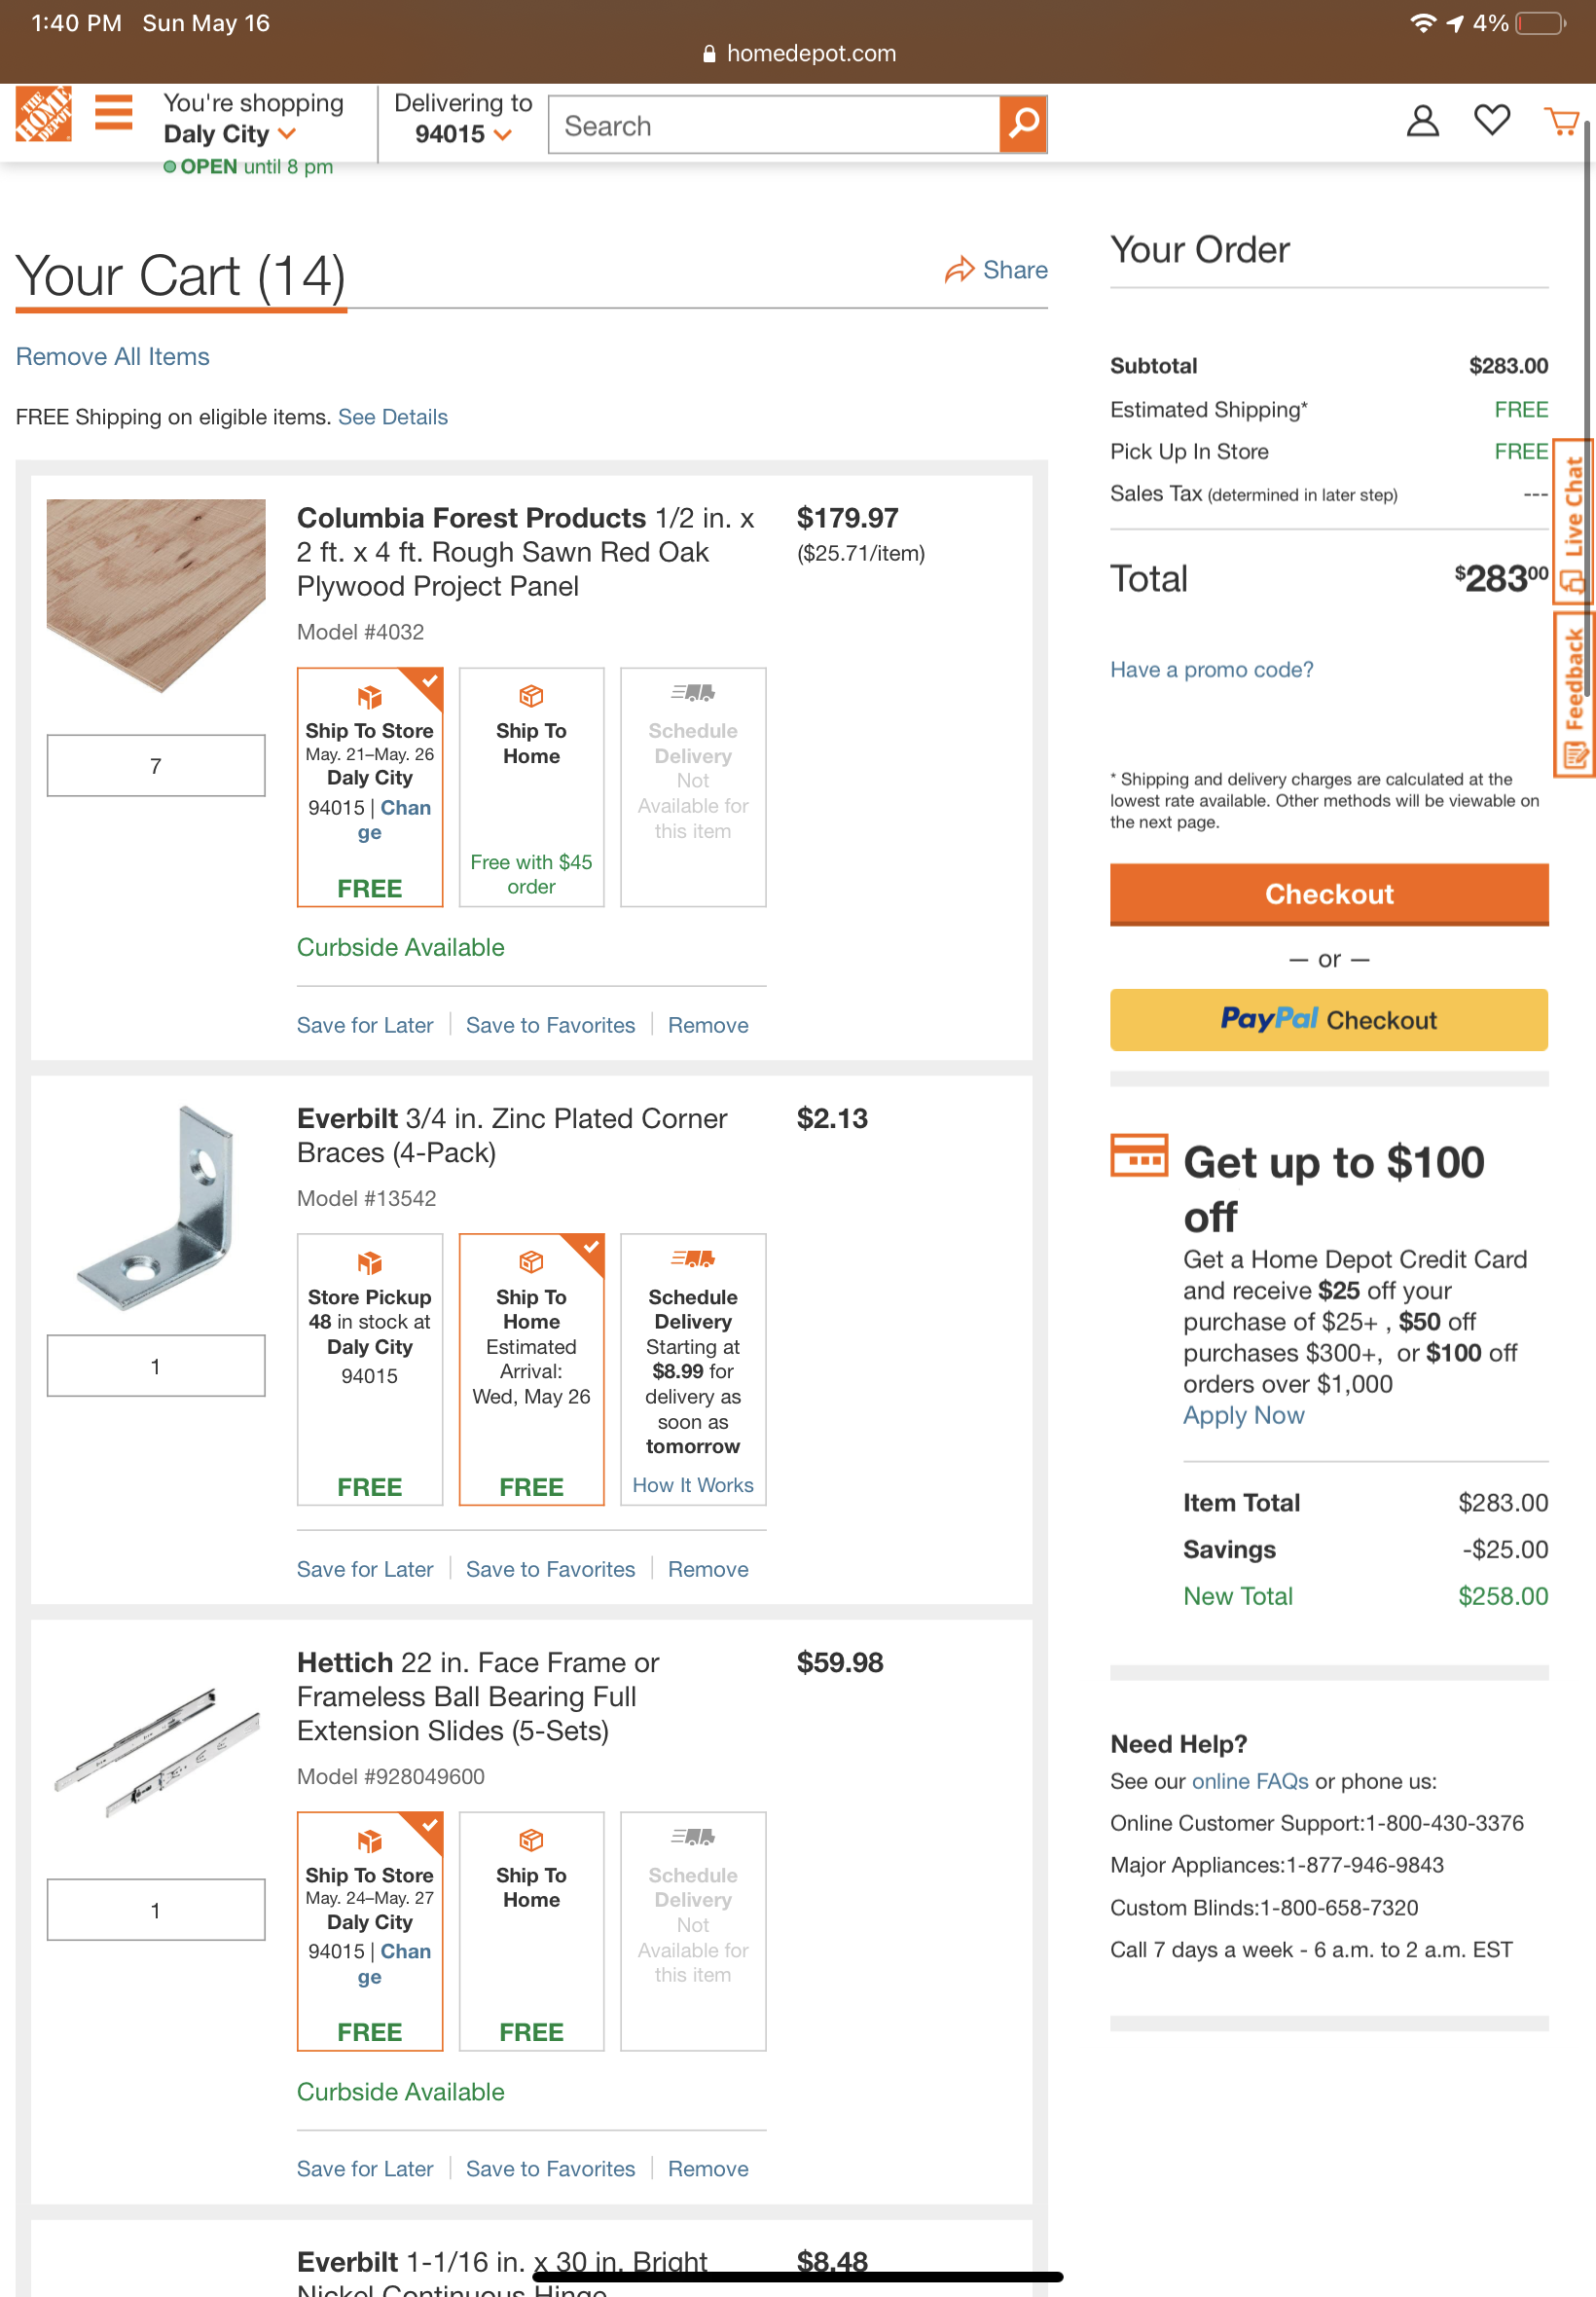 1:40 PM Sun May 16
4%
homedepot.com
THE HOME DEPOT
You're shopping
Daly City
OPEN until 8 pm
Delivering to
94015
Search
Your Cart (14)
Share
Remove All Items
FREE Shipping on eligible items. See Details
Columbia Forest Products 1/2 in. x
2 ft. x 4 ft. Rough Sawn Red Oak
Plywood Project Panel
$179.97
($25.71/item)
Model #4032
7
Ship To Store
May. 21–May. 26
Daly City
94015 | Chan
ge
FREE
Ship To
Home
Free with $45
order
Schedule
Delivery
Not
Available for
this item
Curbside Available
Save for Later
Save to Favorites
Remove
Everbilt 3/4 in. Zinc Plated Corner
Braces (4-Pack)
$2.13
Model #13542
1
Store Pickup
48 in stock at
Daly City
94015
FREE
Ship To
Home
Estimated
Arrival:
Wed, May 26
FREE
Schedule
Delivery
Starting at
$8.99 for
delivery as
soon as
tomorrow
How It Works
Save for Later
Save to Favorites
Remove
Hettich 22 in. Face Frame or
Frameless Ball Bearing Full
Extension Slides (5-Sets)
$59.98
Model #928049600
1
Ship To Store
May. 24–May. 27
Daly City
94015 | Chan
ge
FREE
Ship To
Home
FREE
Schedule
Delivery
Not
Available for
this item
Curbside Available
Save for Later
Save to Favorites
Remove
Everbilt 1-1/16 in. x 30 in. Bright
Nickel Continuous Hinge
$8.48
Your Order
Subtotal $283.00
Estimated Shipping* FREE
Pick Up In Store FREE
Sales Tax (determined in later step) ---
Total $283⁰⁰
Have a promo code?
* Shipping and delivery charges are calculated at the
lowest rate available. Other methods will be viewable on
the next page.
Checkout
— or —
PayPal Checkout
Get up to $100
off
Get a Home Depot Credit Card
and receive $25 off your
purchase of $25+ , $50 off
purchases $300+, or $100 off
orders over $1,000
Apply Now
Item Total $283.00
Savings -$25.00
New Total $258.00
Need Help?
See our online FAQs or phone us:
Online Customer Support:1-800-430-3376
Major Appliances:1-877-946-9843
Custom Blinds:1-800-658-7320
Call 7 days a week - 6 a.m. to 2 a.m. EST
Live Chat
Feedback